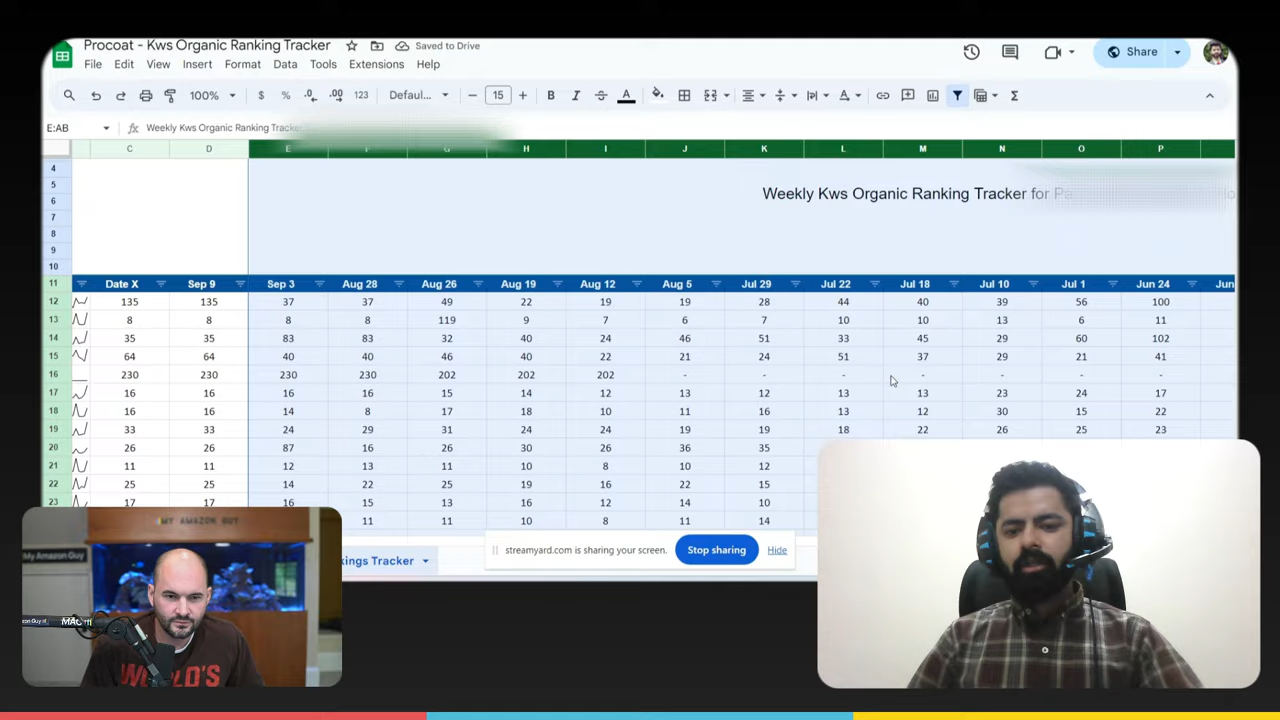 Procoat - Kws Organic Ranking Tracker Saved to Drive
File Edit View Insert Format Data Tools Extensions Help
Share
100% $ % .0 .00 123 Defaul... 15 B I A Σ
E:AB fx Weekly Kws Organic Ranking
C D E F G H I J K L M N O P
4
5
6 Weekly Kws Organic Ranking Tracker for
7
8
9
10
11 Date X Sep 9 Sep 3 Aug 28 Aug 26 Aug 19 Aug 12 Aug 5 Jul 29 Jul 22 Jul 18 Jul 10 Jul 1 Jun 24 Jun
12 135 135 37 37 49 22 19 19 28 44 40 39 56 100
13 8 8 8 8 119 9 7 6 7 10 10 13 6 11
14 35 35 83 83 32 40 24 46 51 33 45 29 60 102
15 64 64 40 40 46 40 22 21 24 51 37 29 21 41
16 230 230 230 230 202 202 202 - - - - - - -
17 16 16 16 16 15 14 12 13 12 13 13 23 24 17
18 16 16 14 8 17 18 10 11 16 13 12 30 15 22
19 33 33 24 29 31 24 24 19 19 18 22 26 25 23
20 26 26 87 16 26 30 26 36 35
21 11 11 12 13 11 10 8 10 12
22 25 25 14 22 25 19 16 22 15
23 17 17 16 15 13 16 12 14 10
11 11 10 8 11 14
streamyard.com is sharing your screen. Stop sharing Hide
kings Tracker
MY AMAZON GUY
My Amazon Guy
MAG
WORLD'S